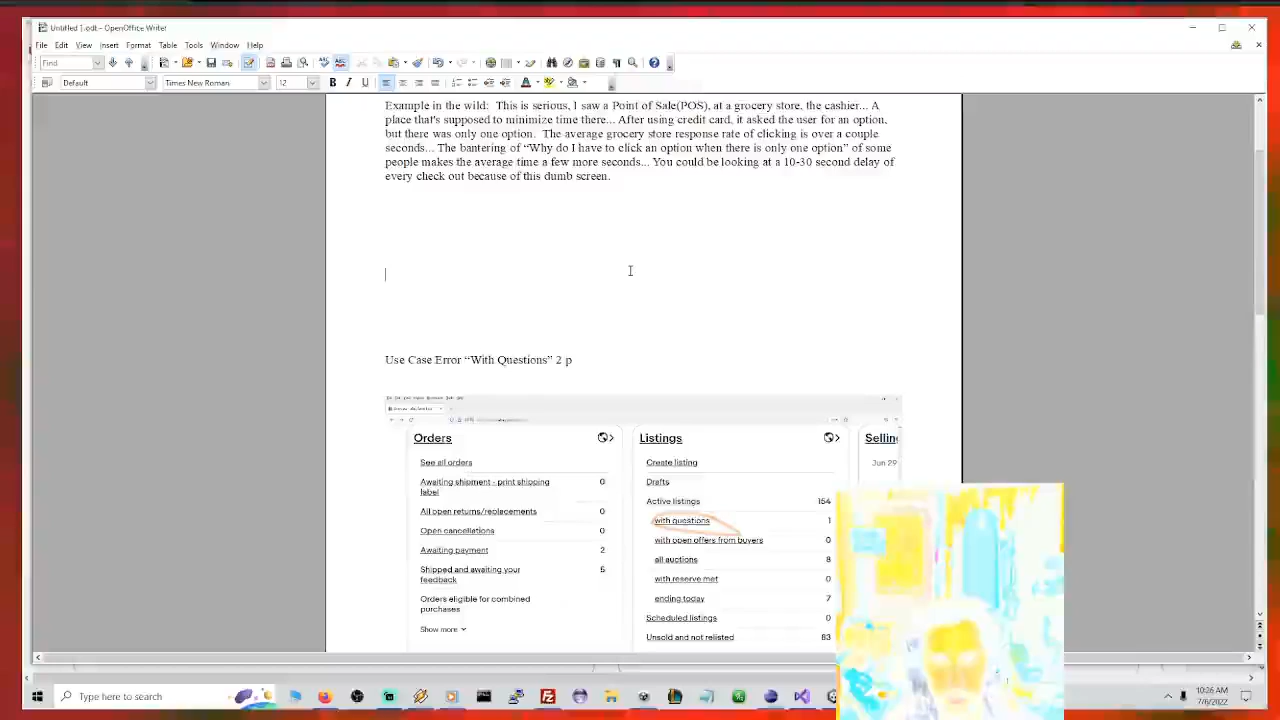 Untitled 1.odt - OpenOffice Writer
File Edit View Insert Format Table Tools Window Help
Find
Default Times New Roman 12
Example in the wild: This is serious, I saw a Point of Sale(POS), at a grocery store, the cashier... A
place that's supposed to minimize time there... After using credit card, it asked the user for an option,
but there was only one option. The average grocery store response rate of clicking is over a couple
seconds... The bantering of “Why do I have to click an option when there is only one option” of some
people makes the average time a few more seconds... You could be looking at a 10-30 second delay of
every check out because of this dumb screen.
Use Case Error “With Questions” 2 p
Orders
See all orders
Awaiting shipment - print shipping
label 0
All open returns/replacements 0
Open cancellations 0
Awaiting payment 2
Shipped and awaiting your
feedback 5
Orders eligible for combined
purchases
Show more
Listings
Create listing
Drafts
Active listings 154
with questions 1
with open offers from buyers 0
all auctions 8
with reserve met 0
ending today 7
Scheduled listings 0
Unsold and not relisted 83
Selling
Jun 29
Type here to search
10:26 AM
7/6/2022